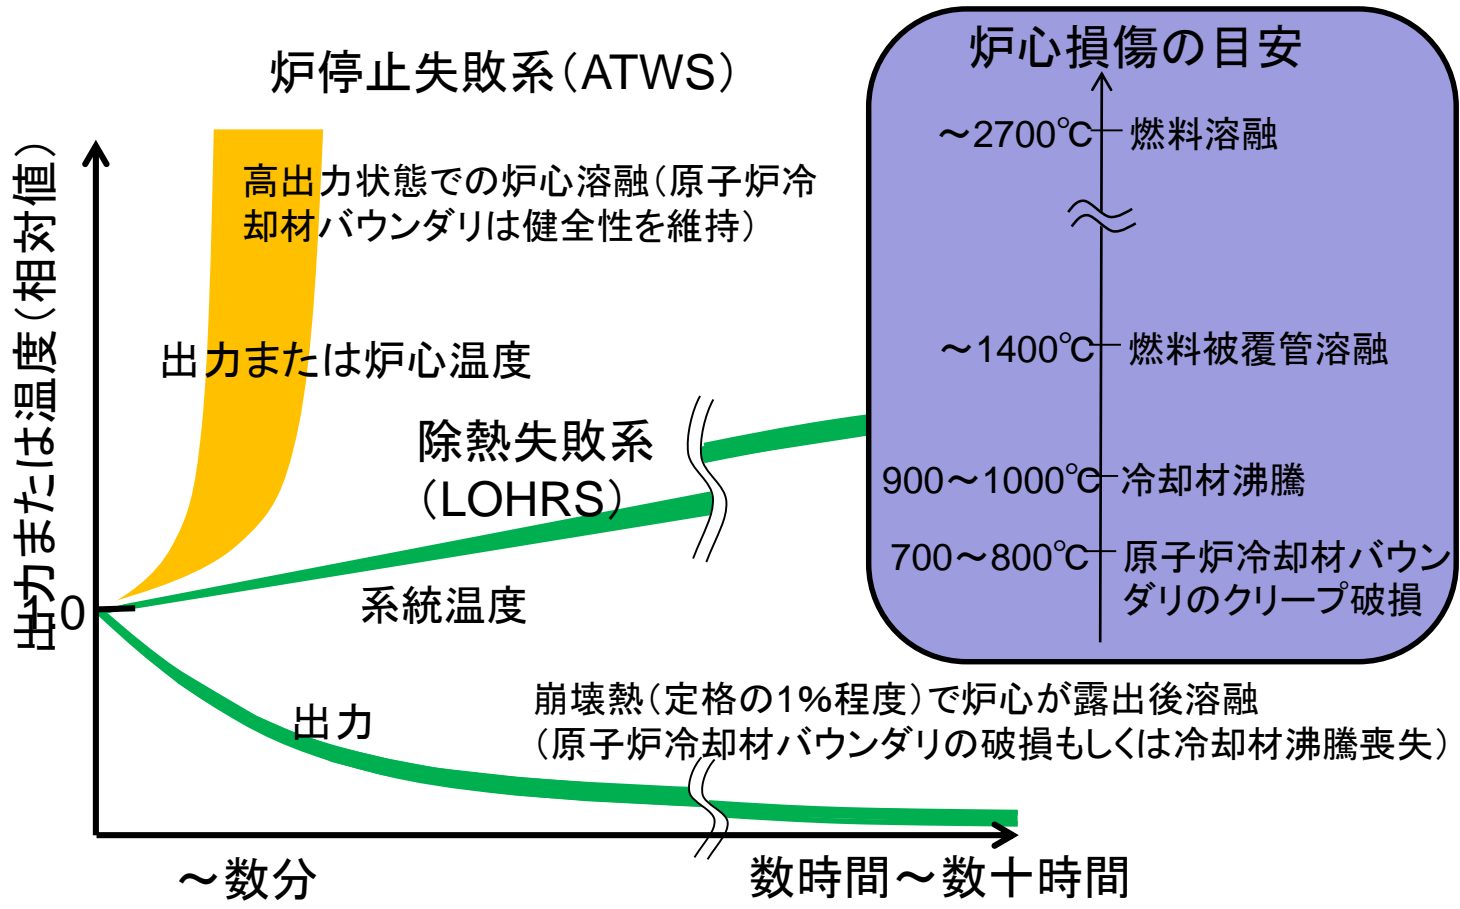 炉停止失敗系（ATWS）
高出力状態での炉心溶融（原子炉冷
却材バウンダリは健全性を維持）
出力または温度（相対値）
出力または炉心温度
除熱失敗系
（LOHRS）
系統温度
1.0
出力
崩壊熱（定格の1%程度）で炉心が露出後溶融
（原子炉冷却材バウンダリの破損もしくは冷却材沸騰喪失）
～数分
数時間～数十時間
炉心損傷の目安
～2700℃ 燃料溶融
～1400℃ 燃料被覆管溶融
900～1000℃ 冷却材沸騰
700～800℃ 原子炉冷却材バウン
ダリのクリープ破損